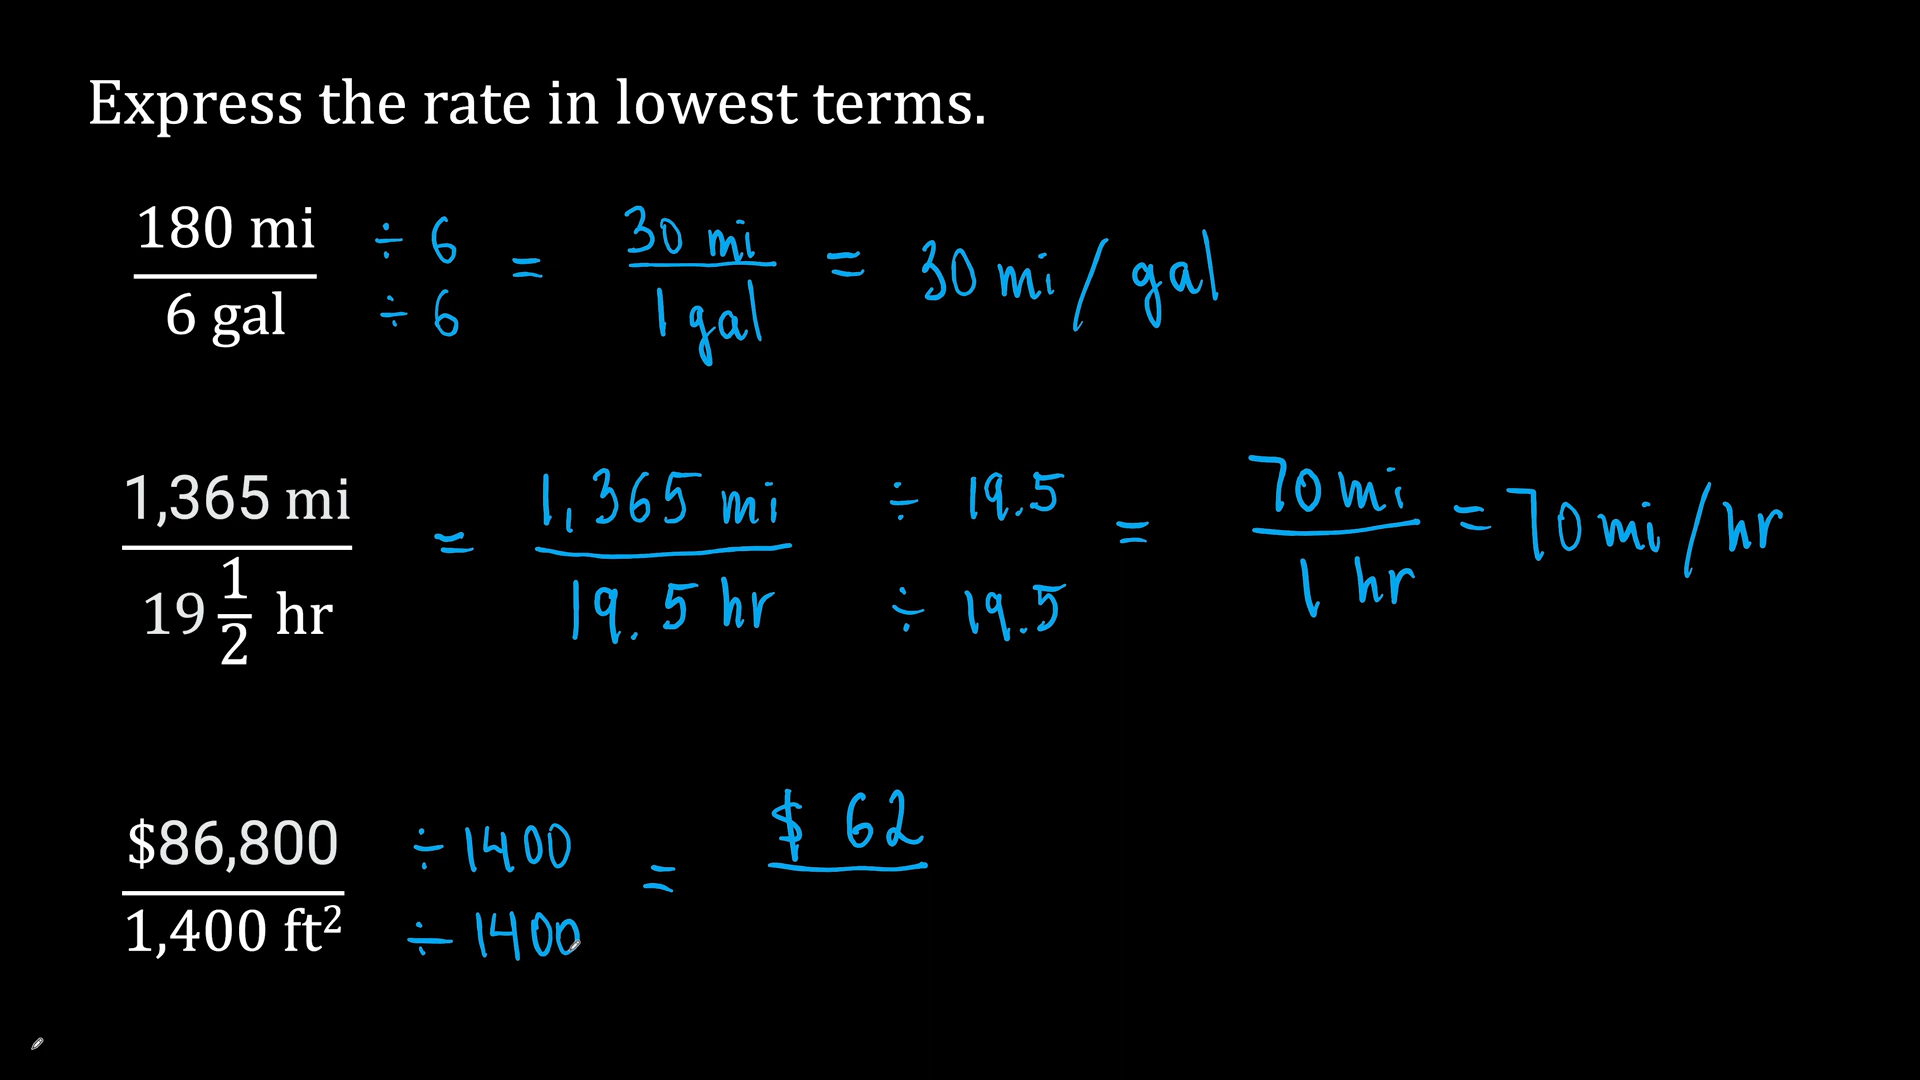 Express the rate in lowest terms.
180 mi ÷ 6 = 30 mi = 30 mi / gal
6 gal ÷ 6 1 gal
1,365 mi = 1,365 mi ÷ 19.5 = 70 mi = 70 mi / hr
19 1/2 hr 19.5 hr ÷ 19.5 1 hr
$86,800 ÷ 1400 = $ 62
1,400 ft² ÷ 1400